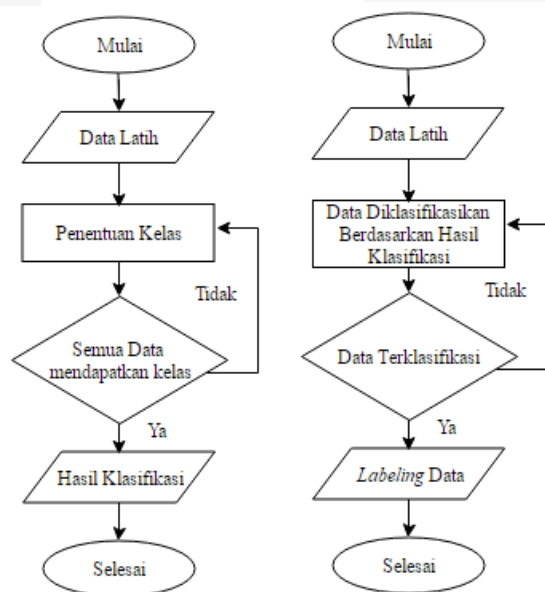 Mulai
Data Latih
Penentuan Kelas
Tidak
Semua Data
mendapatkan kelas
Ya
Hasil Klasifikasi
Selesai
Mulai
Data Latih
Data Diklasifikasikan
Berdasarkan Hasil
Klasifikasi
Tidak
Data Terklasifikasi
Ya
Labeling Data
Selesai